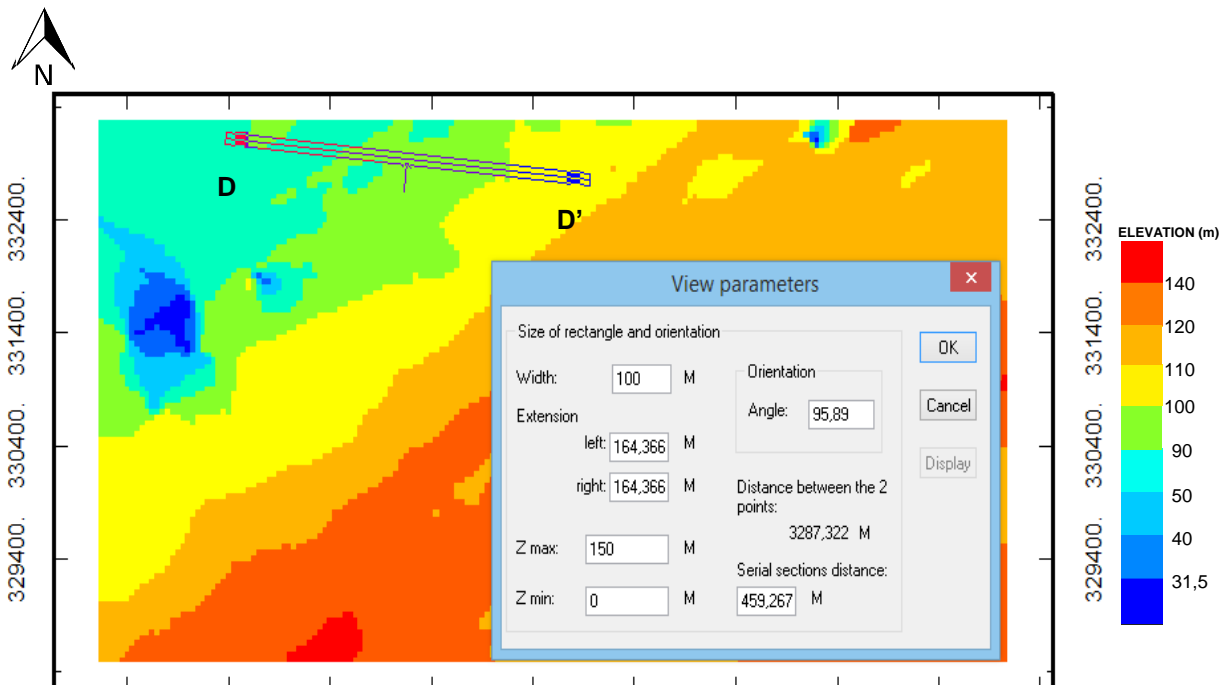 N
D
D’
332400.
331400.
330400.
329400.
View parameters
Size of rectangle and orientation
Width:
100
M
Extension
left:
164,366
M
right:
164,366
M
Z max:
150
M
Z min:
0
M
Orientation
Angle:
95,89
Distance between the 2
points:
3287,322 M
Serial sections distance:
459,267
M
OK
Cancel
Display
332400.
331400.
330400.
329400.
ELEVATION (m)
140
120
110
100
90
50
40
31,5